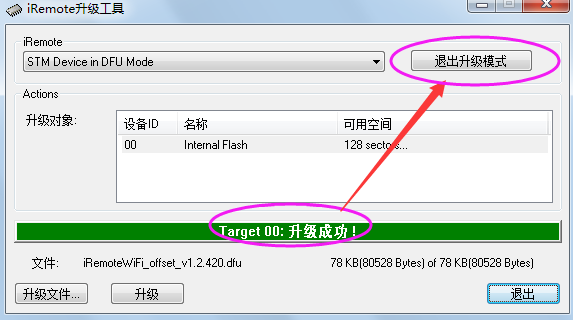 iRemote升级工具
iRemote
STM Device in DFU Mode
退出升级模式
Actions
升级对象:
设备ID 名称 可用空间
00 Internal Flash 128 sectors...
Target 00: 升级成功 !
文件: iRemoteWiFi_offset_v1.2.420.dfu 78 KB(80528 Bytes) of 78 KB(80528 Bytes)
升级文件... 升级 退出